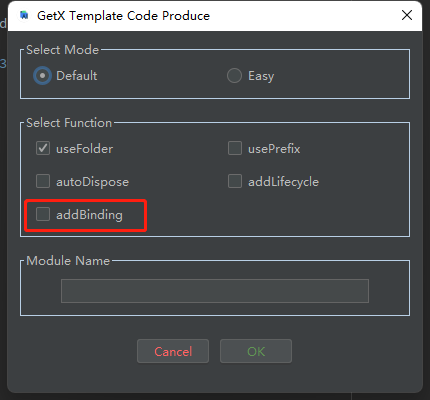 GetX Template Code Produce
Select Mode
Default
Easy
Select Function
useFolder
usePrefix
autoDispose
addLifecycle
addBinding
Module Name
Cancel
OK